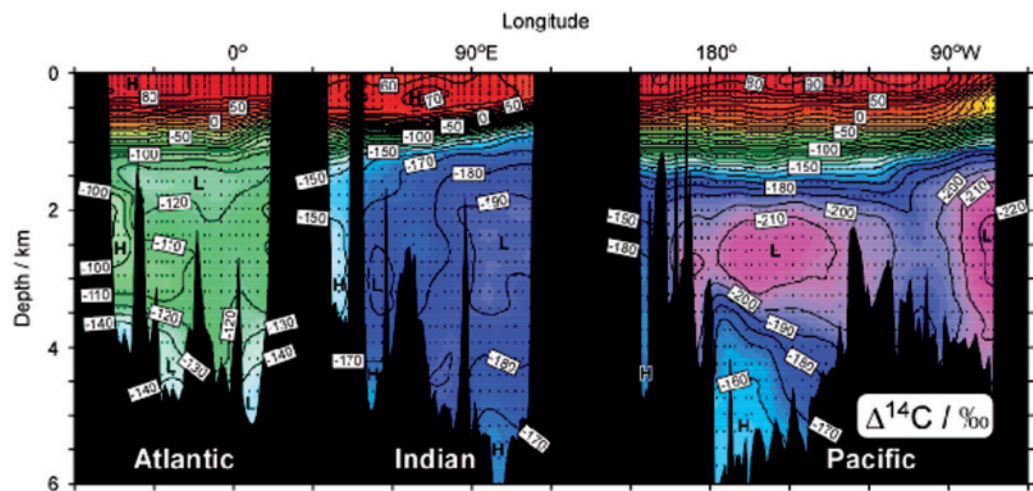 Longitude
0° 90°E 180° 90°W
0
2
4
6
Depth / km
H
80
50
0
-50
-100
-100
L
-120
H
-110
-100
-110
-120
-120
-130
-140
-140
-130
-140
L
L
60
H
70
50
0
-50
-100
-150
-170
-180
-150
-150
-190
L
H
L
-170
H
-180
-170
H
80
90
H
50
0
-50
-100
-150
-180
-200
-210
-220
-190
-180
-210
-220
L
L
-200
-190
-180
-160
-170
H
H
Δ¹⁴C / ‰
Atlantic Indian Pacific